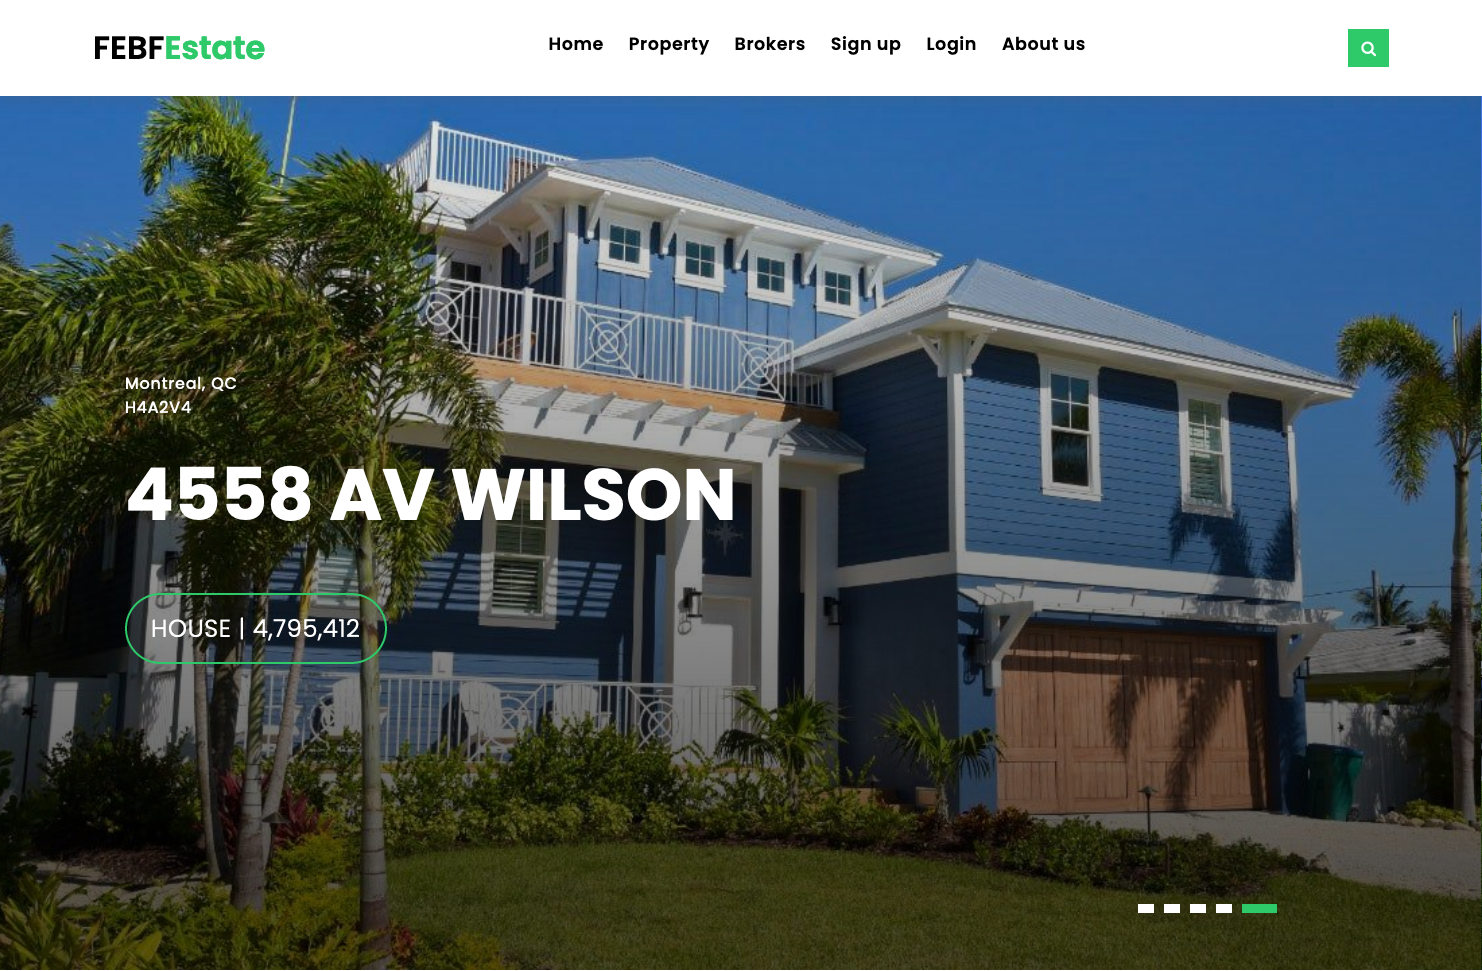 FEBFEstate
Home Property Brokers Sign up Login About us
Montreal, QC
H4A2V4
4558 AV WILSON
HOUSE | 4,795,412